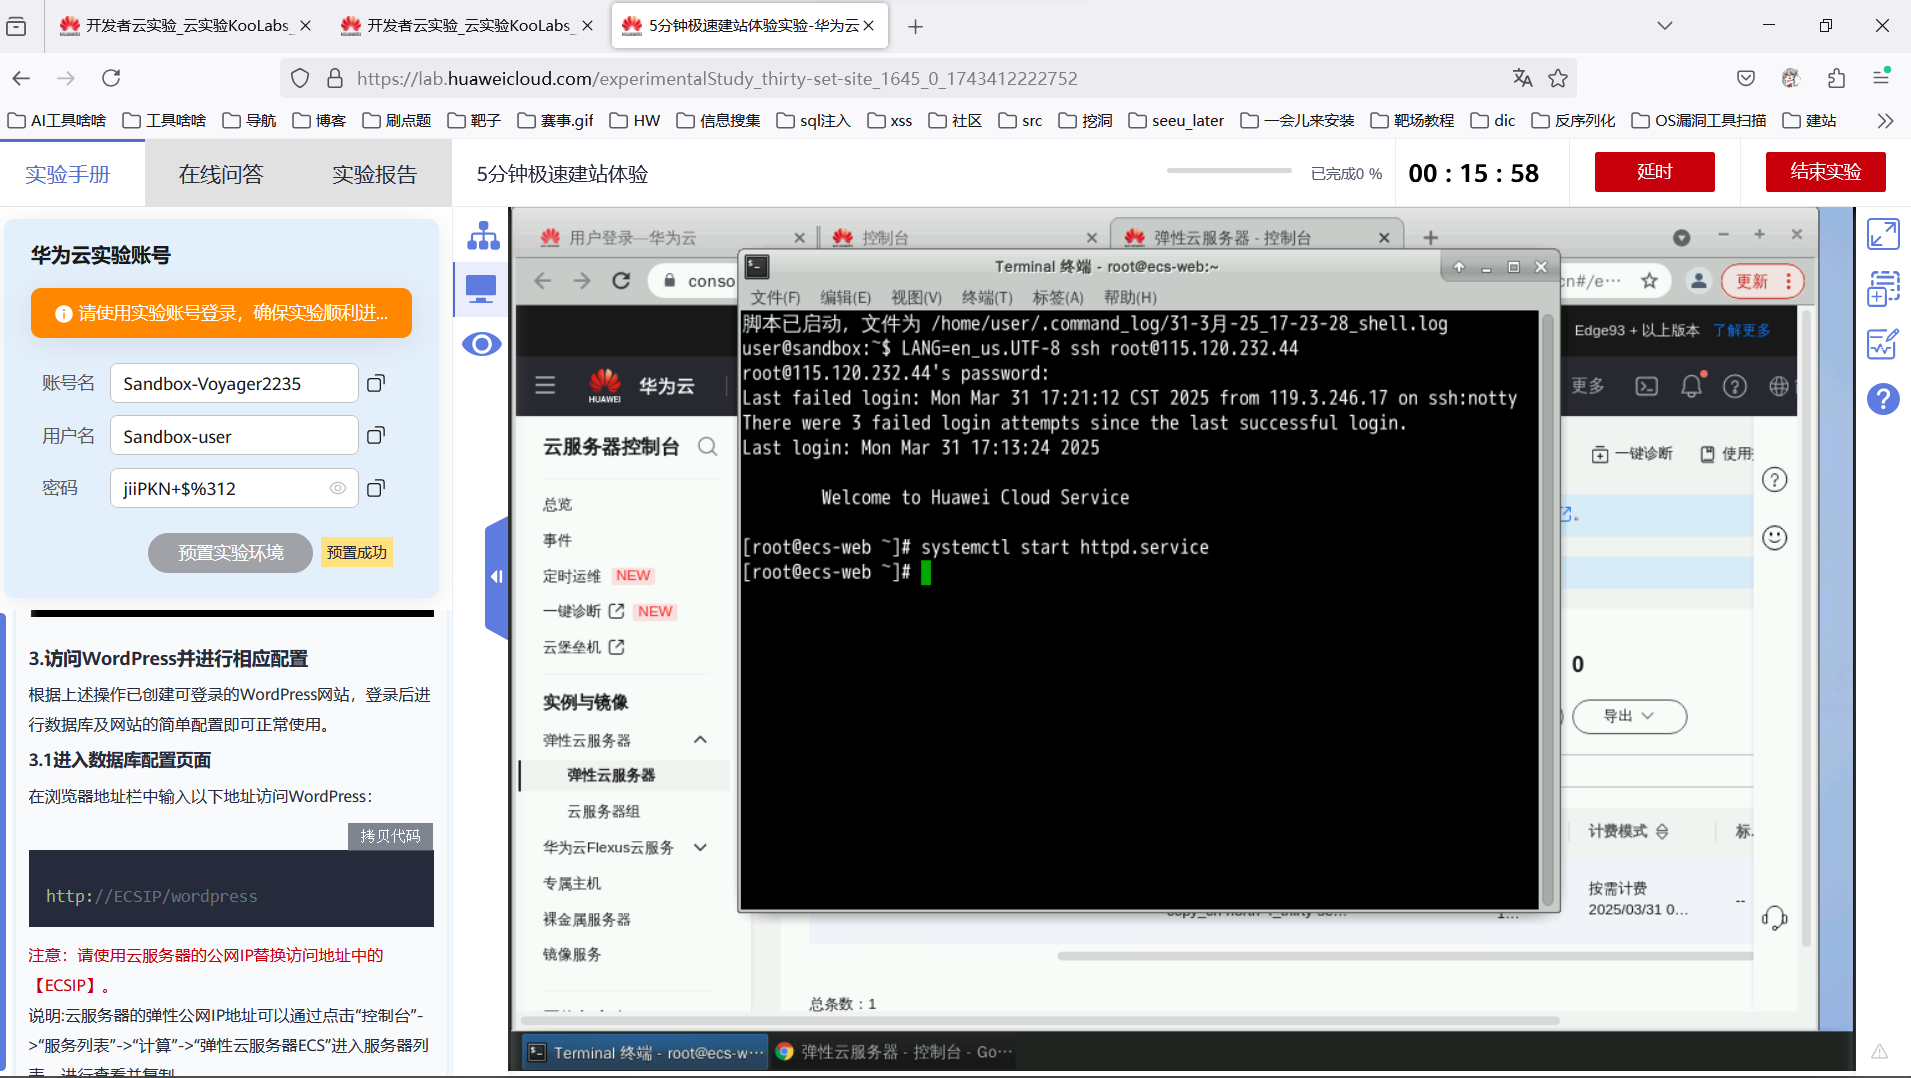 开发者云实验_云实验KooLabs_
开发者云实验_云实验KooLabs_
5分钟极速建站体验实验-华为云
https://lab.huaweicloud.com/experimentalStudy_thirty-set-site_1645_0_1743412222752
AI工具啥啥
工具啥啥
导航
博客
刷点题
靶子
赛事.gif
HW
信息搜集
sql注入
xss
社区
src
挖洞
seeu_later
一会儿来安装
靶场教程
dic
反序列化
OS漏洞工具扫描
建站
实验手册
在线问答
实验报告
5分钟极速建站体验
已完成0 %
00 : 15 : 58
延时
结束实验
华为云实验账号
请使用实验账号登录，确保实验顺利进...
账号名
Sandbox-Voyager2235
用户名
Sandbox-user
密码
jiiPKN+$%312
预置实验环境
预置成功
3.访问WordPress并进行相应配置
根据上述操作已创建可登录的WordPress网站，登录后进
行数据库及网站的简单配置即可正常使用。
3.1进入数据库配置页面
在浏览器地址栏中输入以下地址访问WordPress：
拷贝代码
http://ECSIP/wordpress
注意：请使用云服务器的公网IP替换访问地址中的
【ECSIP】。
说明:云服务器的弹性公网IP地址可以通过点击“控制台”-
>“服务列表”->“计算”->“弹性云服务器ECS”进入服务器列
表，进行查看并复制
用户登录—华为云
控制台
弹性云服务器 - 控制台
conso
cn#/e…
更新
Edge93 + 以上版本
了解更多
HUAWEI
华为云
更多
云服务器控制台
总览
事件
定时运维
NEW
一键诊断
NEW
云堡垒机
实例与镜像
弹性云服务器
弹性云服务器
云服务器组
华为云Flexus云服务
专属主机
裸金属服务器
镜像服务
Terminal 终端 - root@ecs-web:~
文件(F)
编辑(E)
视图(V)
终端(T)
标签(A)
帮助(H)
脚本已启动，文件为 /home/user/.command_log/31-3月-25_17-23-28_shell.log
user@sandbox:~$ LANG=en_us.UTF-8 ssh root@115.120.232.44
root@115.120.232.44's password:
Last failed login: Mon Mar 31 17:21:12 CST 2025 from 119.3.246.17 on ssh:notty
There were 3 failed login attempts since the last successful login.
Last login: Mon Mar 31 17:13:24 2025
Welcome to Huawei Cloud Service
[root@ecs-web ~]# systemctl start httpd.service
[root@ecs-web ~]#
一键诊断
使用
0
导出
计费模式
标.
按需计费
2025/03/31 0...
--
1...
总条数：1
Terminal 终端 - root@ecs-w…
弹性云服务器 - 控制台 - Go…